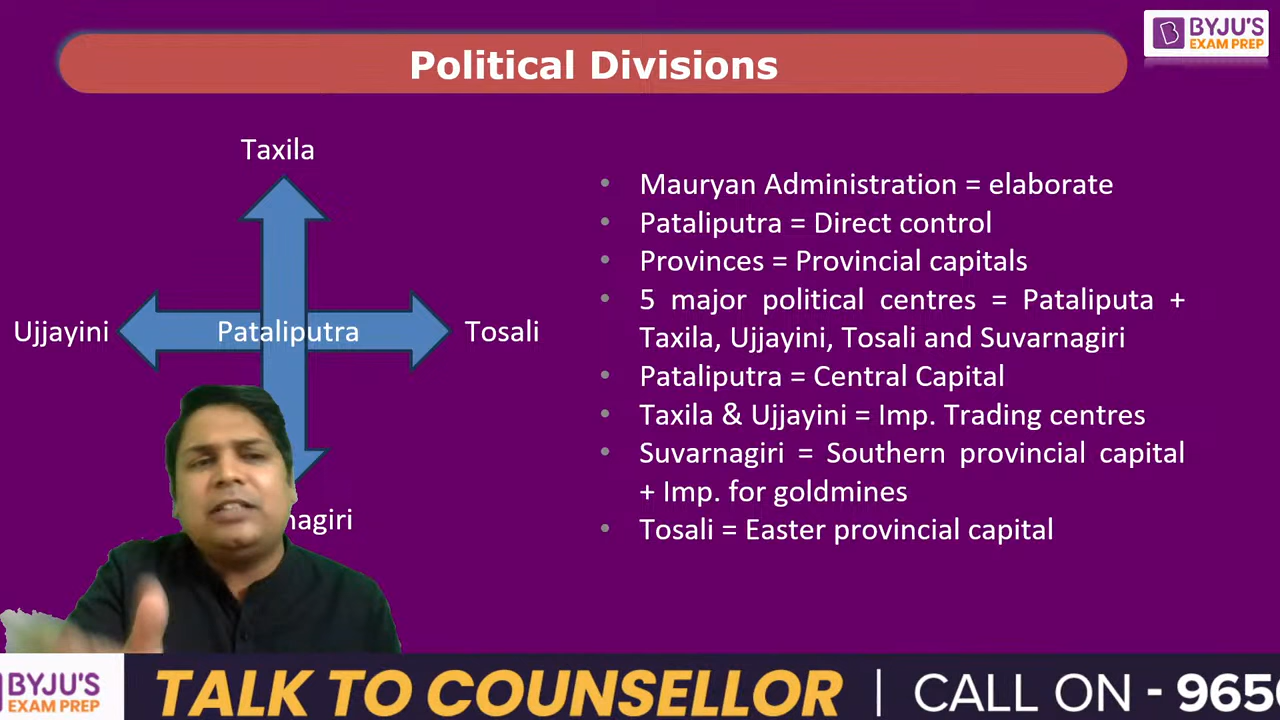 Political Divisions
BYJU'S
EXAM PREP
Taxila
Ujjayini
Pataliputra
Tosali
• Mauryan Administration = elaborate
• Pataliputra = Direct control
• Provinces = Provincial capitals
• 5 major political centres = Pataliputa +
Taxila, Ujjayini, Tosali and Suvarnagiri
• Pataliputra = Central Capital
• Taxila & Ujjayini = Imp. Trading centres
• Suvarnagiri = Southern provincial capital
+ Imp. for goldmines
• Tosali = Easter provincial capital
nagiri
BYJU'S
EXAM PREP
TALK TO COUNSELLOR | CALL ON - 965